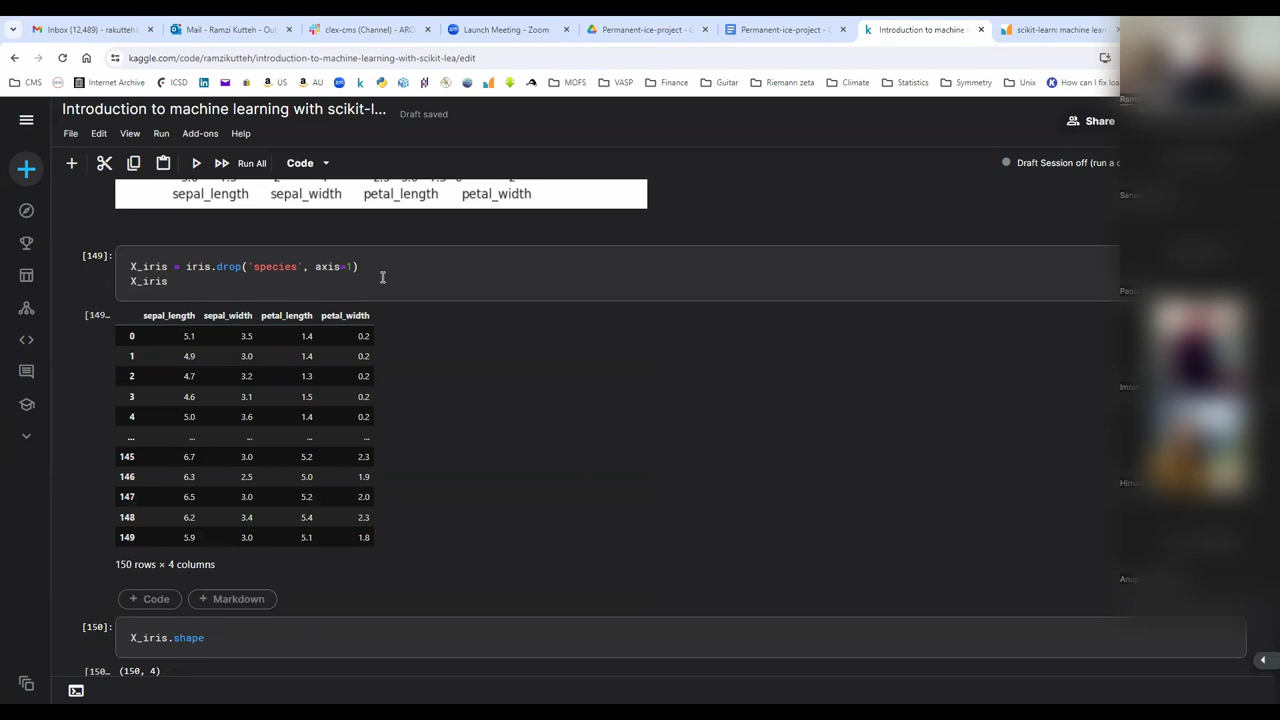 Inbox (12,489) - rakutteh
Mail - Ramzi Kutteh - Out
clex-cms (Channel) - ARC
Launch Meeting - Zoom
Permanent-ice-project - G
Permanent-ice-project - G
Introduction to machine l
scikit-learn: machine lear
kaggle.com/code/ramzikutteh/introduction-to-machine-learning-with-scikit-lea/edit
CMS Internet Archive ICSD US AU MOFS VASP Finance Guitar Riemann zeta Climate Statistics Symmetry Unix How can I fix loa
Introduction to machine learning with scikit-l... Draft saved
Share
File Edit View Run Add-ons Help
Run All Code Draft Session off (run a c
sepal_length sepal_width petal_length petal_width
[149]:
X_iris = iris.drop('species', axis=1)
X_iris
[149...
sepal_length sepal_width petal_length petal_width
0 5.1 3.5 1.4 0.2
1 4.9 3.0 1.4 0.2
2 4.7 3.2 1.3 0.2
3 4.6 3.1 1.5 0.2
4 5.0 3.6 1.4 0.2
... ... ... ... ...
145 6.7 3.0 5.2 2.3
146 6.3 2.5 5.0 1.9
147 6.5 3.0 5.2 2.0
148 6.2 3.4 5.4 2.3
149 5.9 3.0 5.1 1.8
150 rows × 4 columns
+ Code + Markdown
[150]:
X_iris.shape
[150... (150, 4)